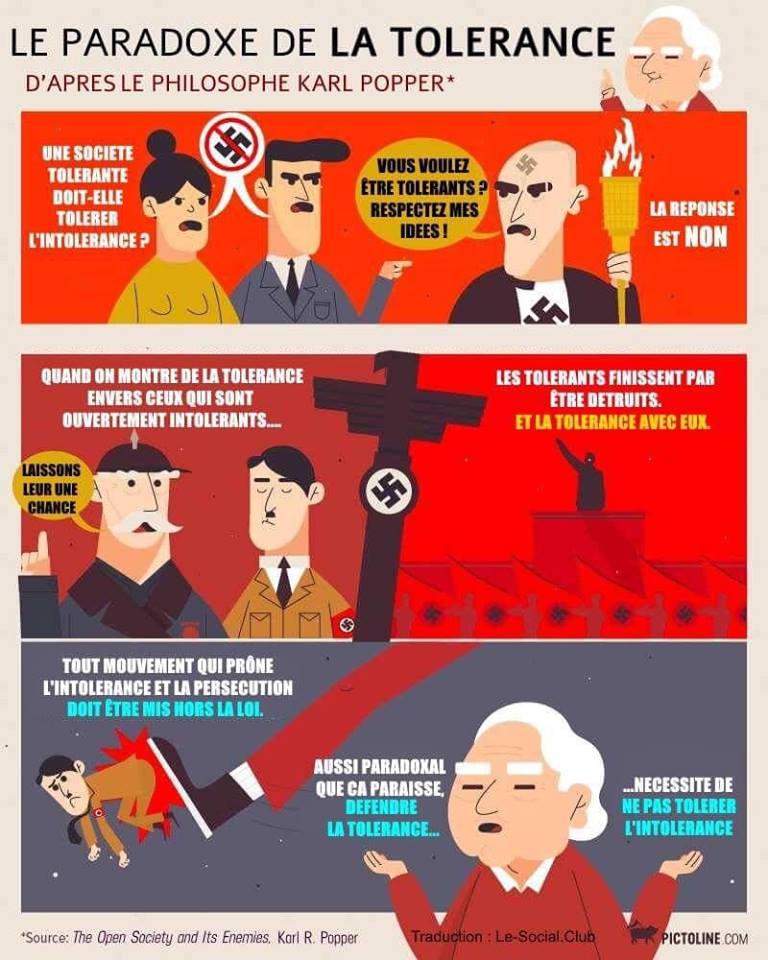 LE PARADOXE DE LA TOLERANCE
D'APRES LE PHILOSOPHE KARL POPPER*
UNE SOCIETE
TOLERANTE
DOIT-ELLE
TOLERER
L'INTOLERANCE ?
VOUS VOULEZ
ÊTRE TOLERANTS ?
RESPECTEZ MES
IDEES !
LA REPONSE
EST NON
QUAND ON MONTRE DE LA TOLERANCE
ENVERS CEUX QUI SONT
OUVERTEMENT INTOLERANTS....
LAISSONS
LEUR UNE
CHANCE
LES TOLERANTS FINISSENT PAR
ÊTRE DETRUITS.
ET LA TOLERANCE AVEC EUX.
TOUT MOUVEMENT QUI PRÔNE
L'INTOLERANCE ET LA PERSECUTION
DOIT ÊTRE MIS HORS LA LOI.
AUSSI PARADOXAL
QUE CA PARAISSE,
DEFENDRE
LA TOLERANCE...
...NECESSITE DE
NE PAS TOLERER
L'INTOLERANCE
*Source: The Open Society and Its Enemies, Karl R. Popper
Traduction : Le-Social.Club
PICTOLINE.COM